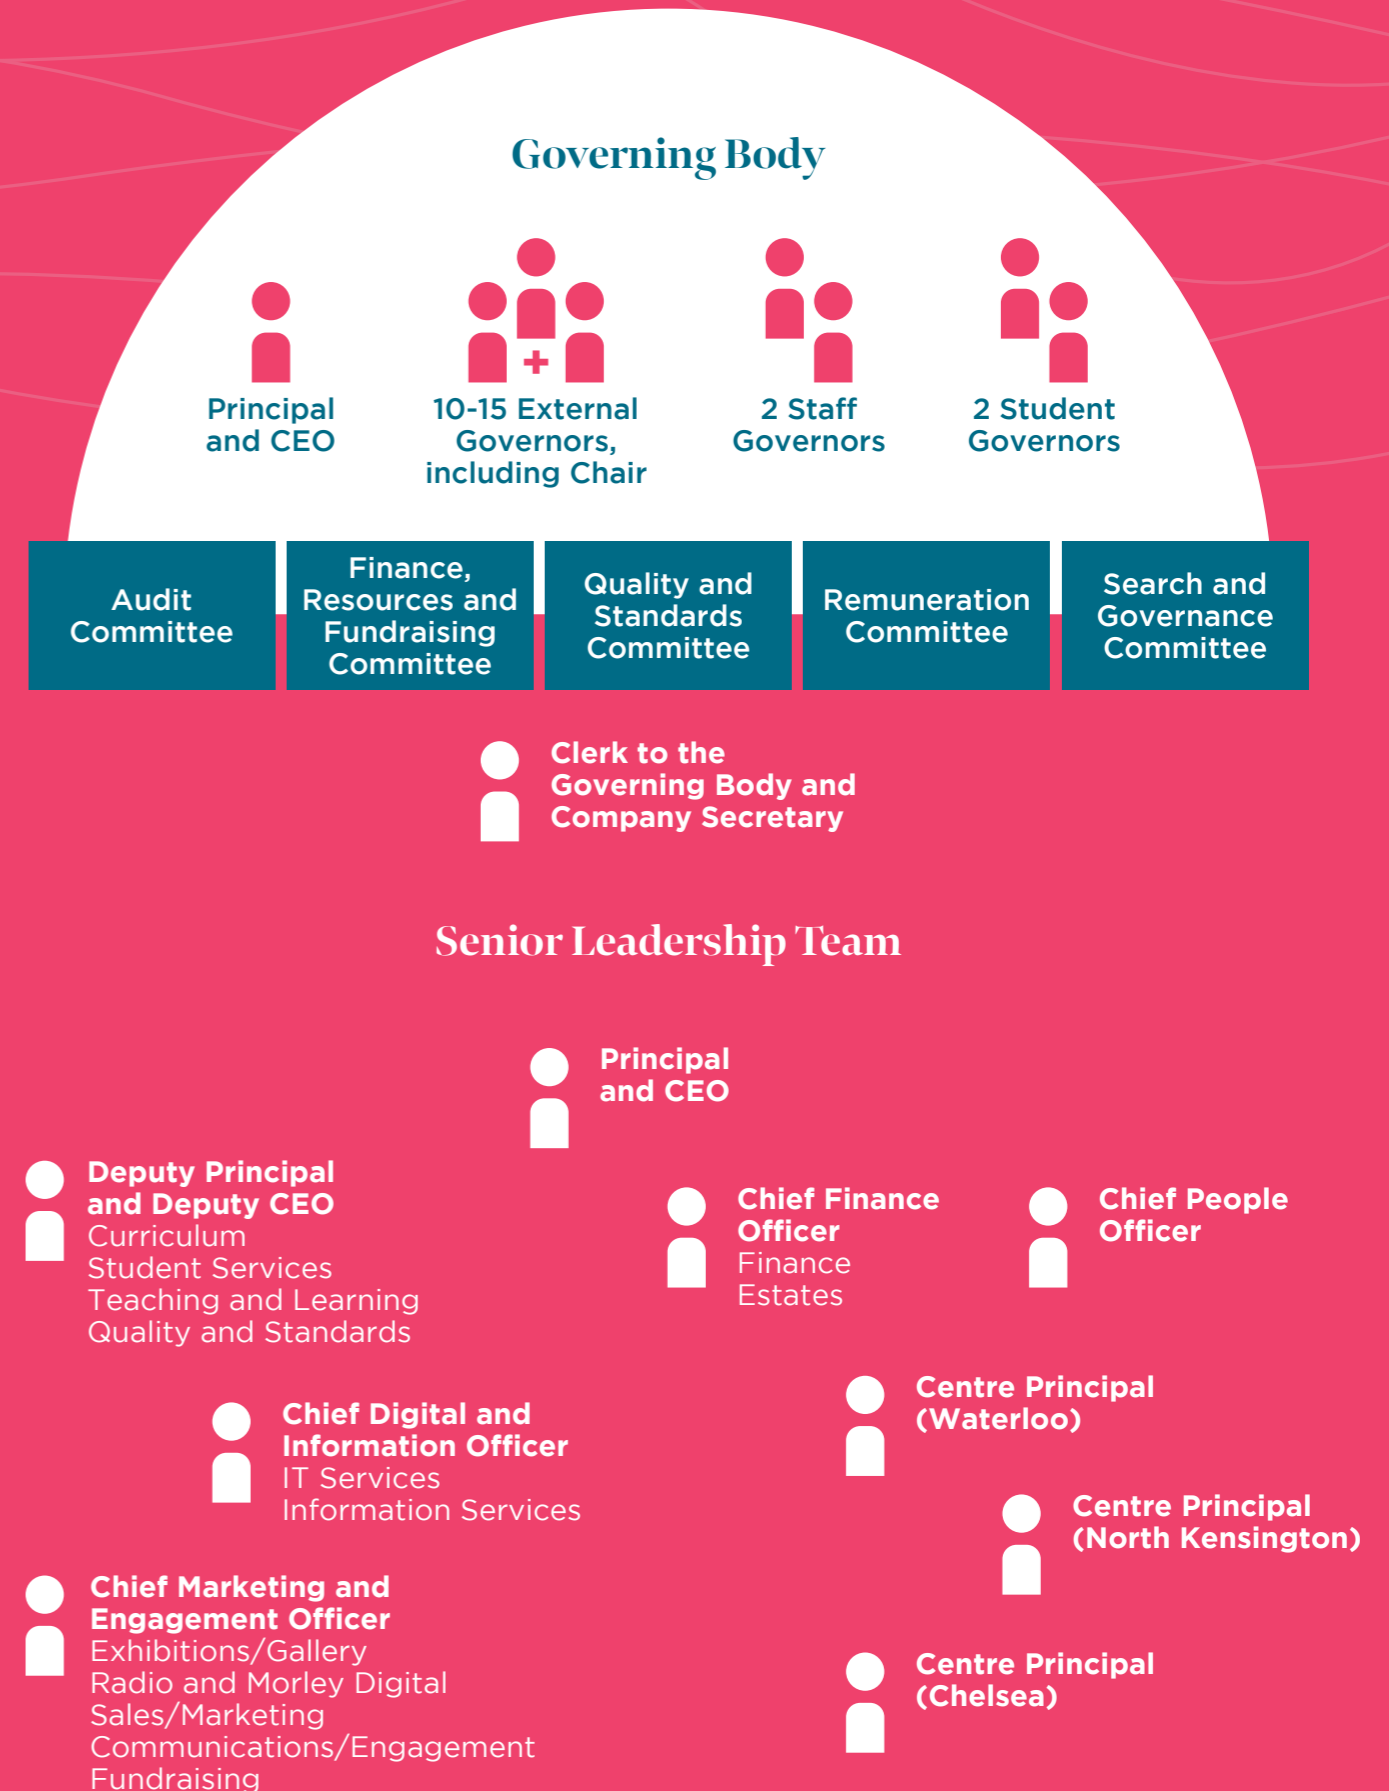 Governing Body
Principal
and CEO
10-15 External
Governors,
including Chair
2 Staff
Governors
2 Student
Governors
Audit
Committee
Finance,
Resources and
Fundraising
Committee
Quality and
Standards
Committee
Remuneration
Committee
Search and
Governance
Committee
Clerk to the
Governing Body and
Company Secretary
Senior Leadership Team
Principal
and CEO
Deputy Principal
and Deputy CEO
Curriculum
Student Services
Teaching and Learning
Quality and Standards
Chief Finance
Officer
Finance
Estates
Chief People
Officer
Chief Digital and
Information Officer
IT Services
Information Services
Centre Principal
(Waterloo)
Centre Principal
(North Kensington)
Chief Marketing and
Engagement Officer
Exhibitions/Gallery
Radio and Morley Digital
Sales/Marketing
Communications/Engagement
Fundraising
Centre Principal
(Chelsea)